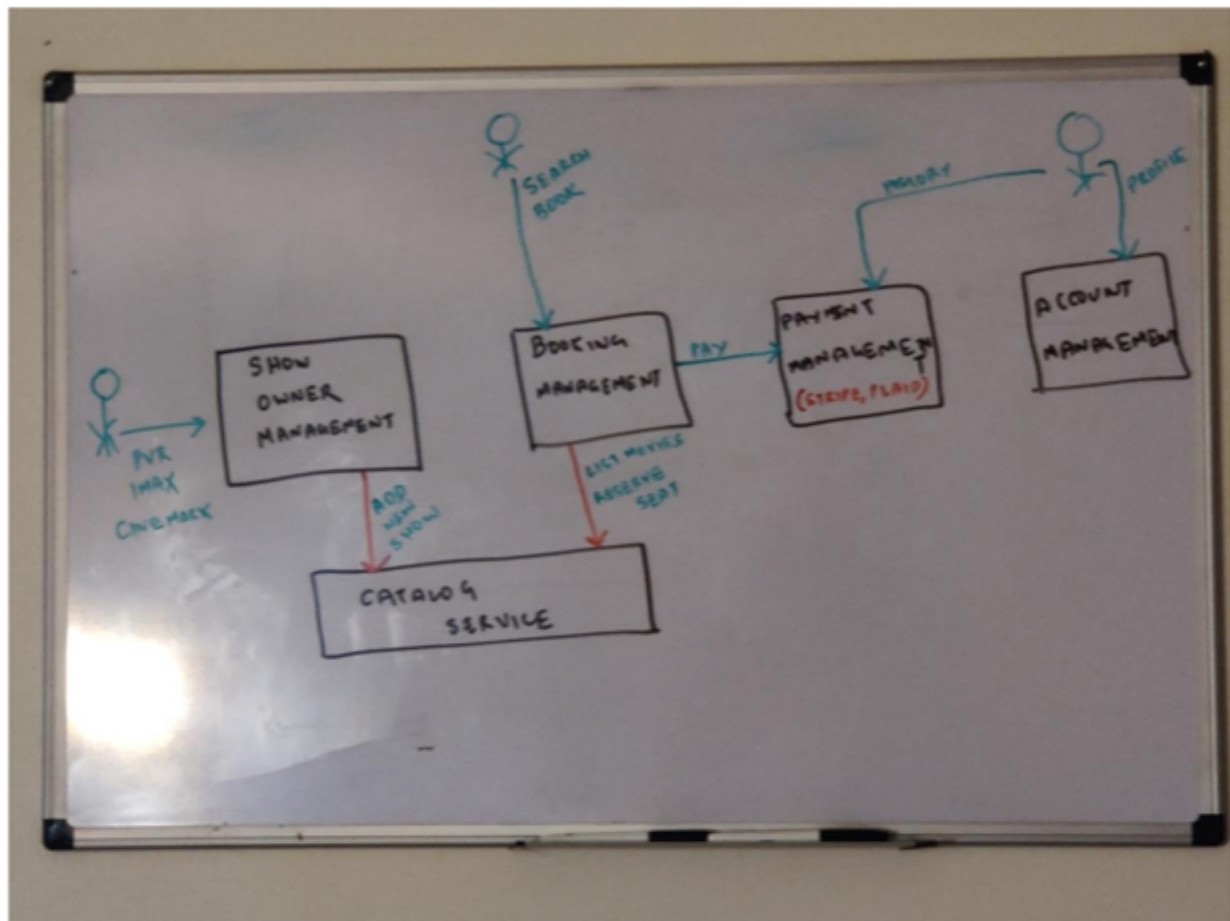 SEARCH
BOOK
HISTORY
PROFILE
SHOW
OWNER
MANAGEMENT
BOOKING
MANAGEMENT
PAY
PAYMENT
MANAGEMENT
(STRIPE, PLAID)
ACCOUNT
MANAGEMENT
PVR
IMAX
CINEMARK
ADD
NEW
SHOW
LIST MOVIES
RESERVE
SEAT
CATALOG
SERVICE